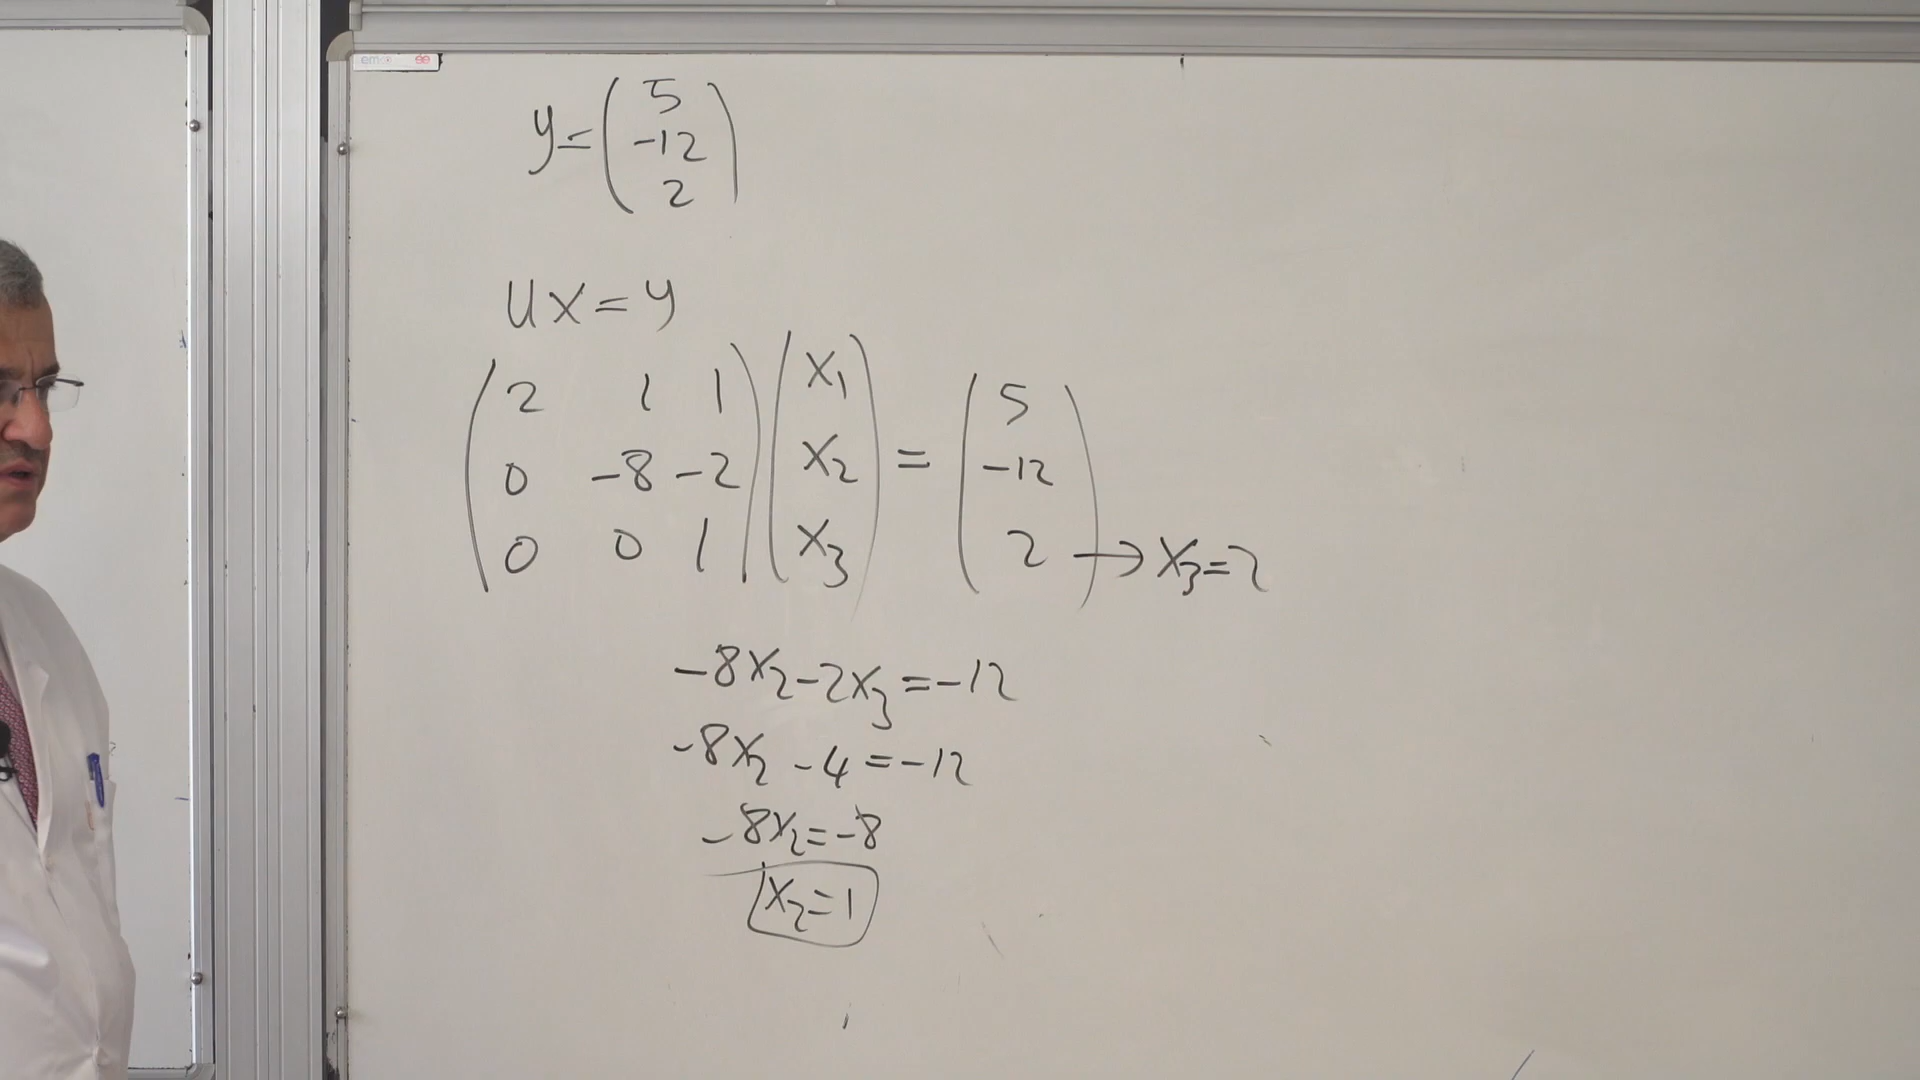 y = ( 5 -12 2 )
UX = y
( 2 1 1 ) ( X1 ) = ( 5 )
( 0 -8 -2 ) ( X2 ) ( -12 )
( 0 0 1 ) ( X3 ) ( 2 ) → X3=2
-8X2-2X3=-12
-8X2-4=-12
-8X2=-8
X2=1